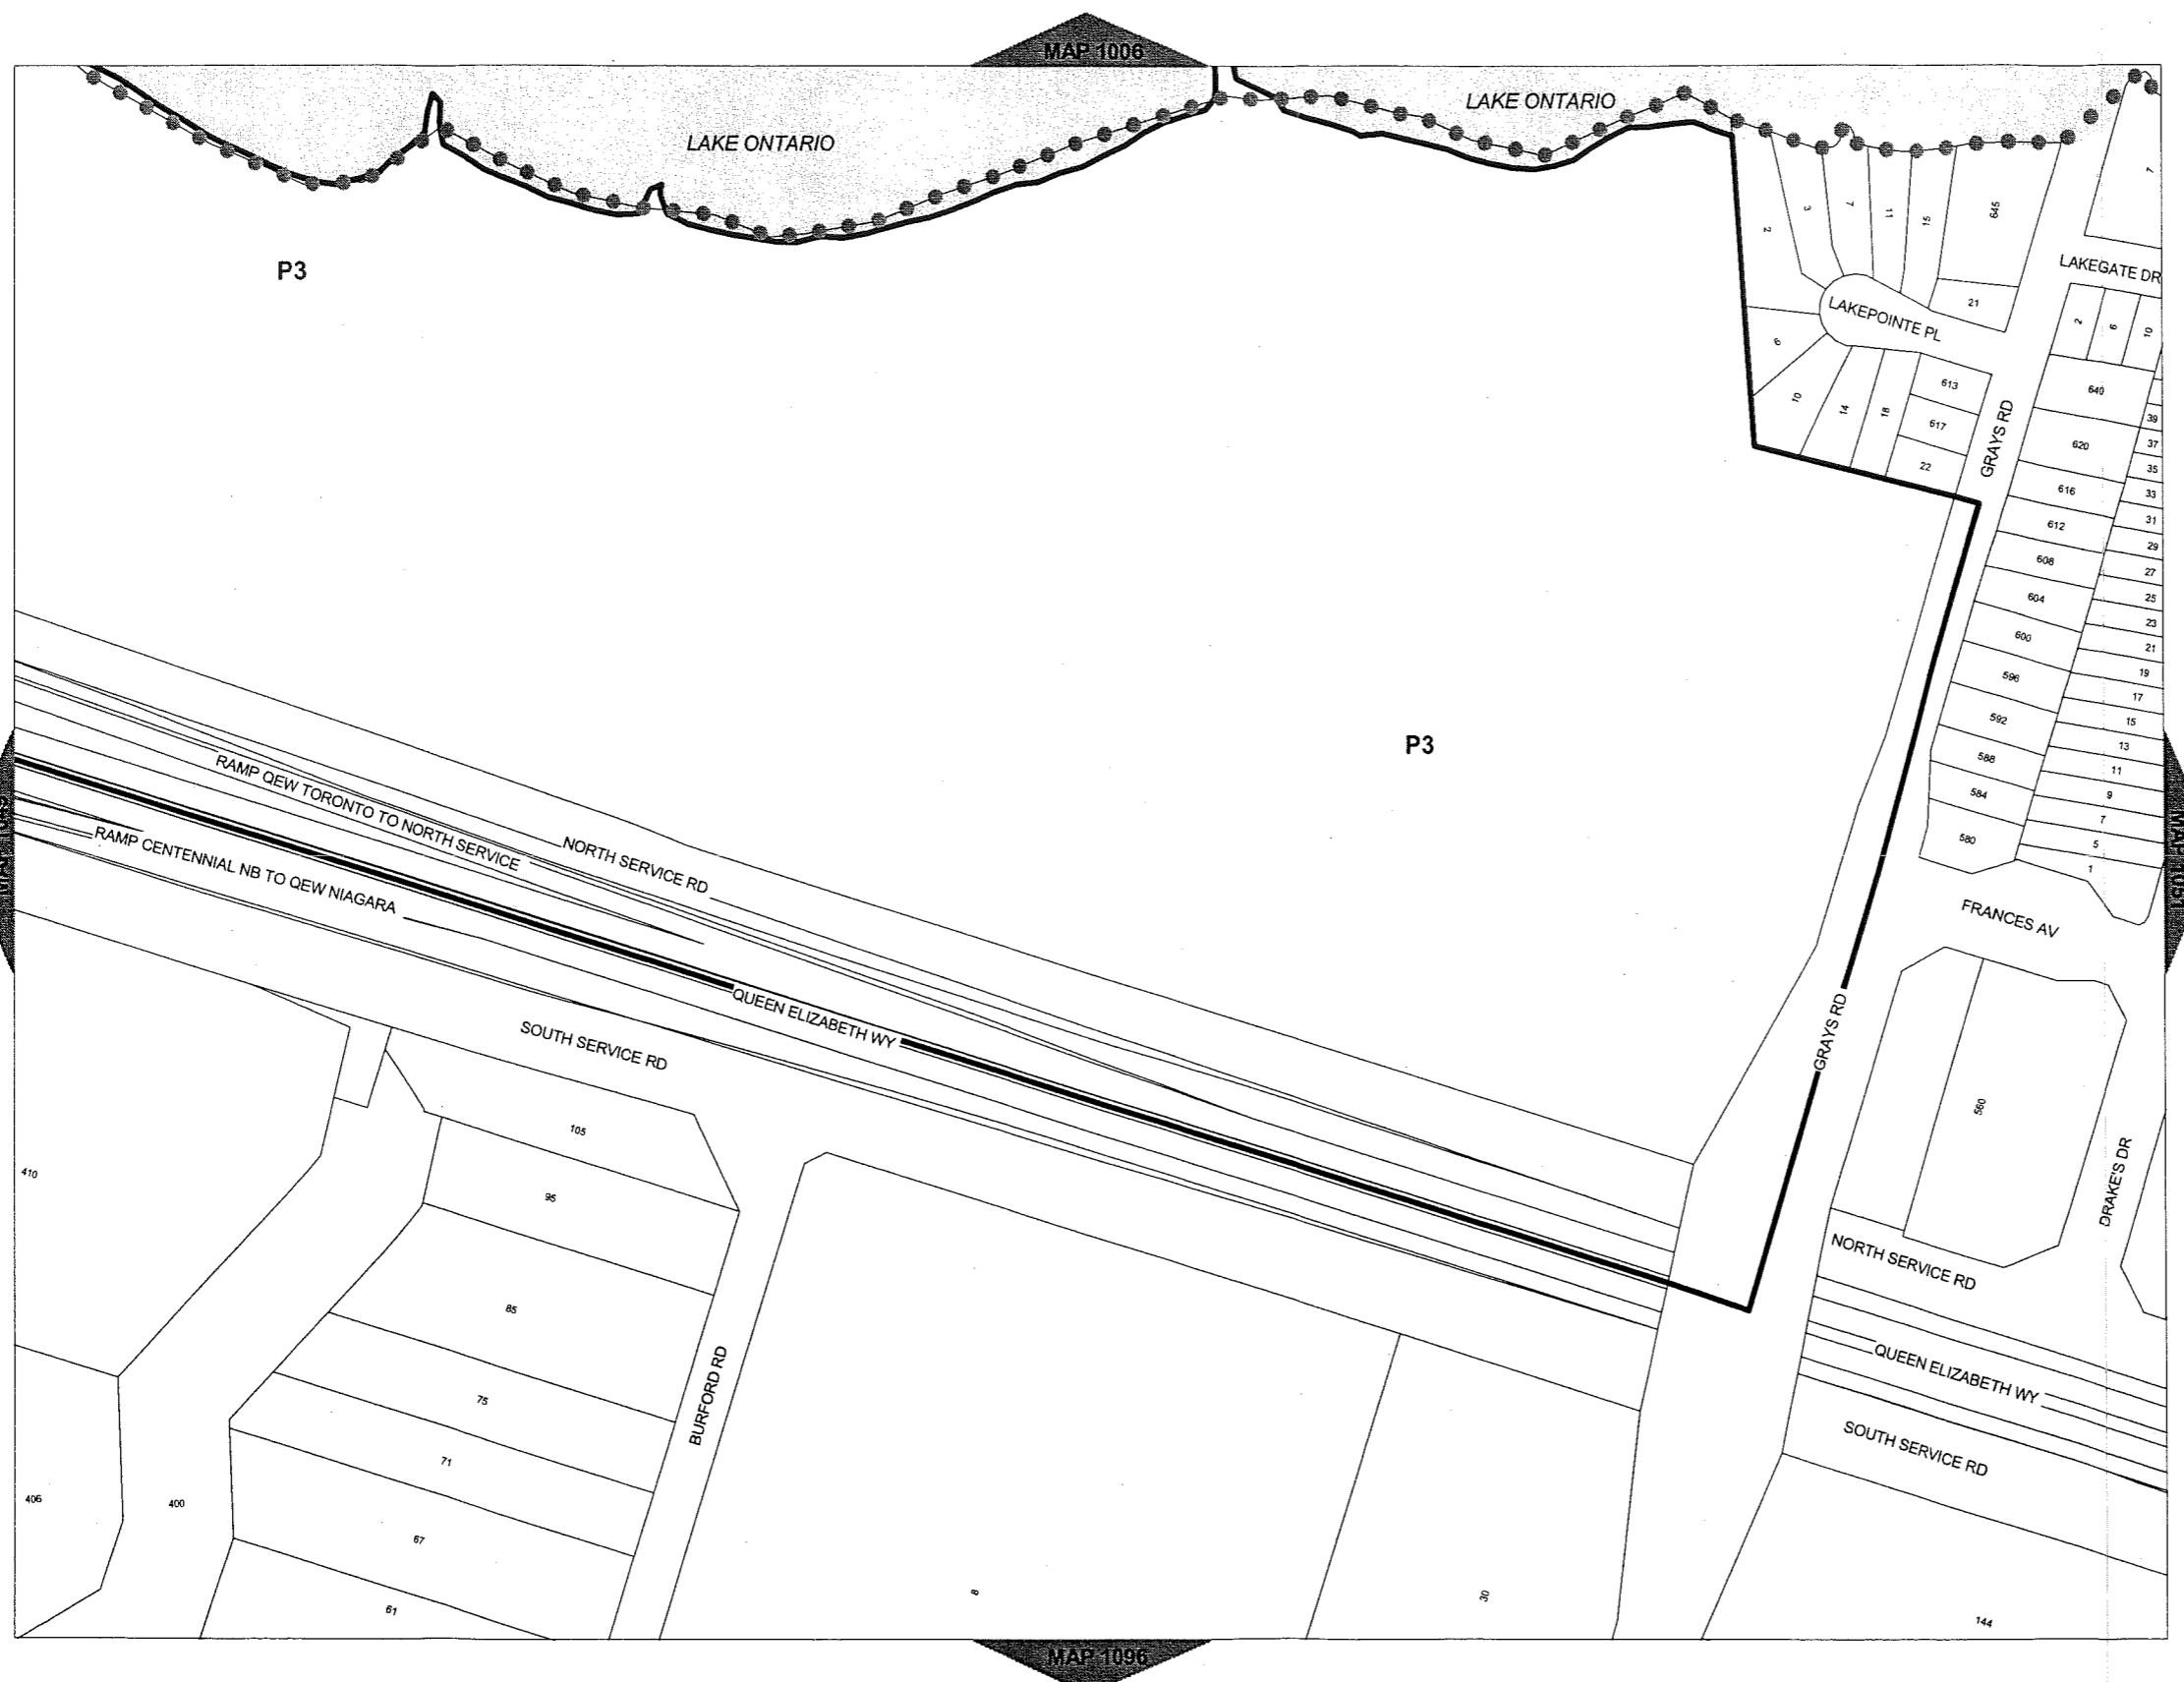 MAP 1006
LAKE ONTARIO
LAKE ONTARIO
P3
2
3
7
11
15
645
7
LAKEGATE DR
21
LAKEPOINTE PL
2
6
10
6
10
14
18
613
617
22
GRAYS RD
640
620
616
612
608
604
600
596
592
588
584
580
39
37
35
33
31
29
27
25
23
21
19
17
15
13
11
9
7
5
1
P3
RAMP QEW TORONTO TO NORTH SERVICE
NORTH SERVICE RD
RAMP CENTENNIAL NB TO QEW NIAGARA
QUEEN ELIZABETH WY
SOUTH SERVICE RD
MAP 1051
FRANCES AV
GRAYS RD
560
DRAKE'S DR
NORTH SERVICE RD
QUEEN ELIZABETH WY
SOUTH SERVICE RD
410
105
95
85
75
71
67
61
406
400
BURFORD RD
8
30
144
MAP 1096